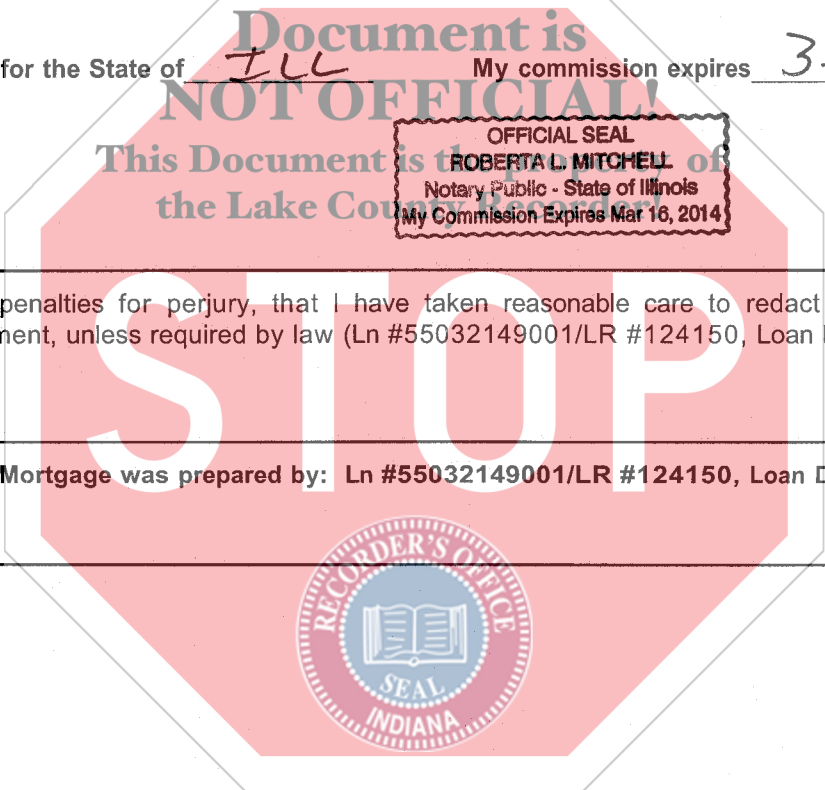 Document is
for the State of ILL My commission expires 3-
NOT OFFICIAL!
OFFICIAL SEAL
This Document is the property of
ROBERTA L. MITCHELL
Notary Public - State of Illinois
the Lake County Recorder!
My Commission Expires Mar 16, 2014
penalties for perjury, that I have taken reasonable care to redact
ment, unless required by law (Ln #55032149001/LR #124150, Loan
STOP
Mortgage was prepared by: Ln #55032149001/LR #124150, Loan D
RECORDER'S OFFICE
SEAL
INDIANA